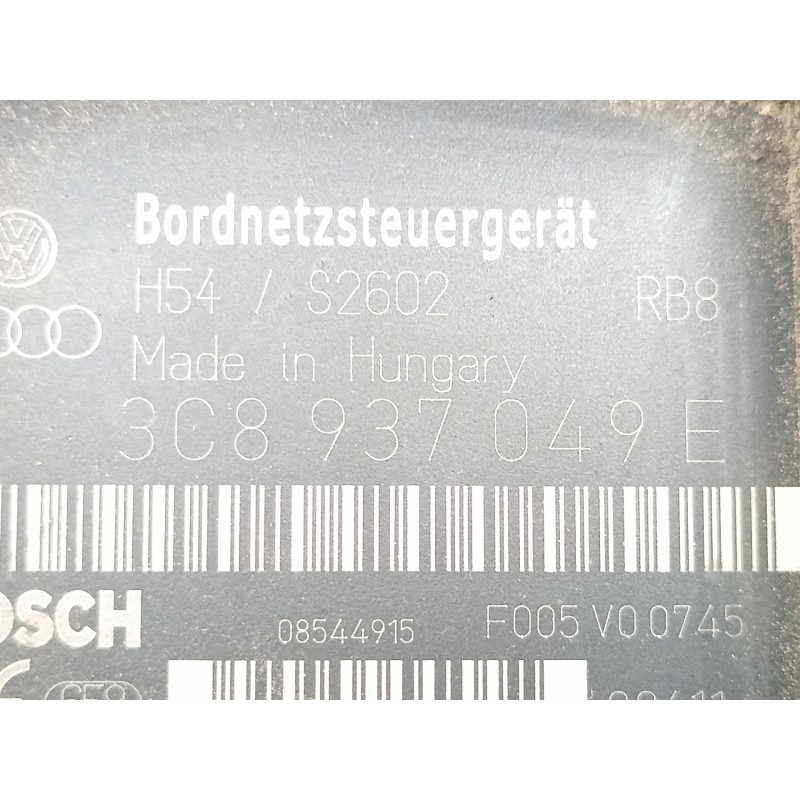 Bordnetzsteuergerät
H54 / S2602 RB8
Made in Hungary
3C8 937 049 E
OSCH 08544915 F005 V0 0745